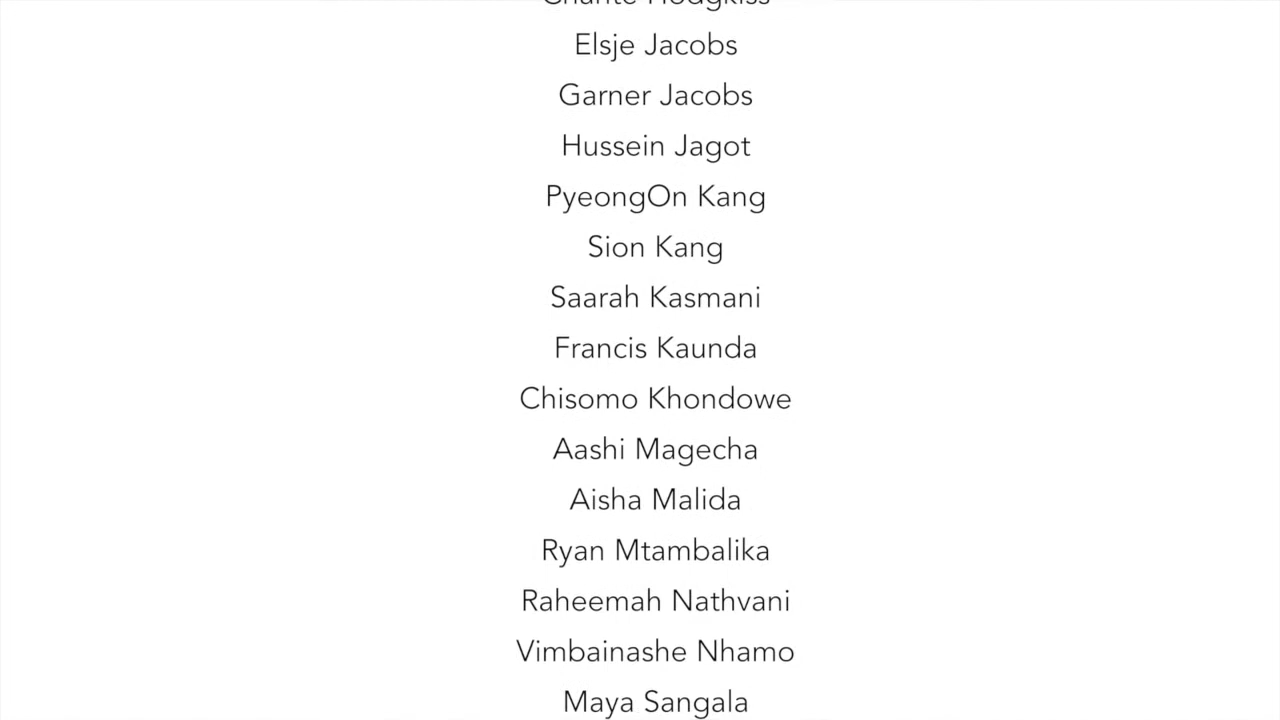 Hodgkiss
Elsje Jacobs
Garner Jacobs
Hussein Jagot
PyeongOn Kang
Sion Kang
Saarah Kasmani
Francis Kaunda
Chisomo Khondowe
Aashi Magecha
Aisha Malida
Ryan Mtambalika
Raheemah Nathvani
Vimbainashe Nhamo
Maya Sangala